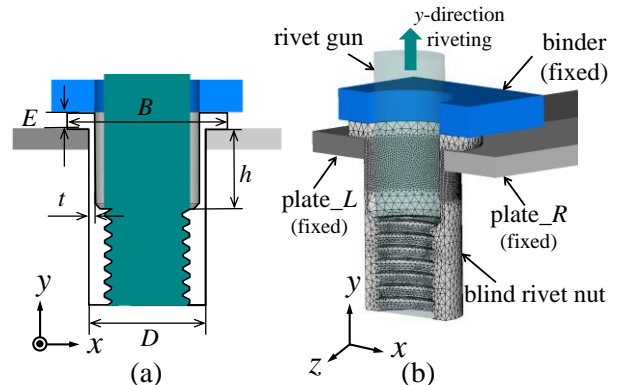 E
B
t
h
D
y
x
(a)
y-direction
riveting
rivet gun
binder
(fixed)
plate_L
(fixed)
plate_R
(fixed)
blind rivet nut
y
z
x
(b)